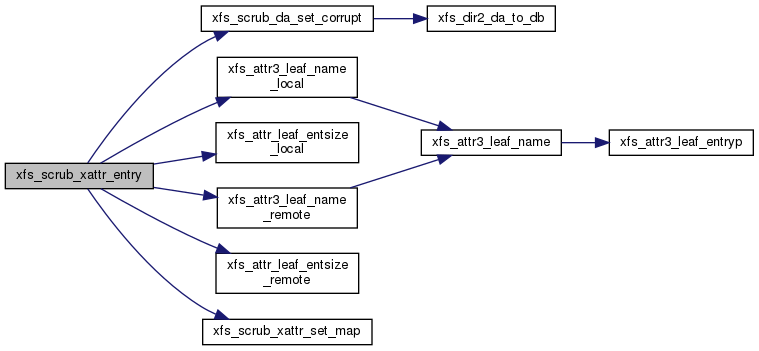 xfs_scrub_da_set_corrupt
xfs_dir2_da_to_db
xfs_attr3_leaf_name
_local
xfs_attr_leaf_entsize
_local
xfs_attr3_leaf_name
xfs_attr3_leaf_entryp
xfs_scrub_xattr_entry
xfs_attr3_leaf_name
_remote
xfs_attr_leaf_entsize
_remote
xfs_scrub_xattr_set_map